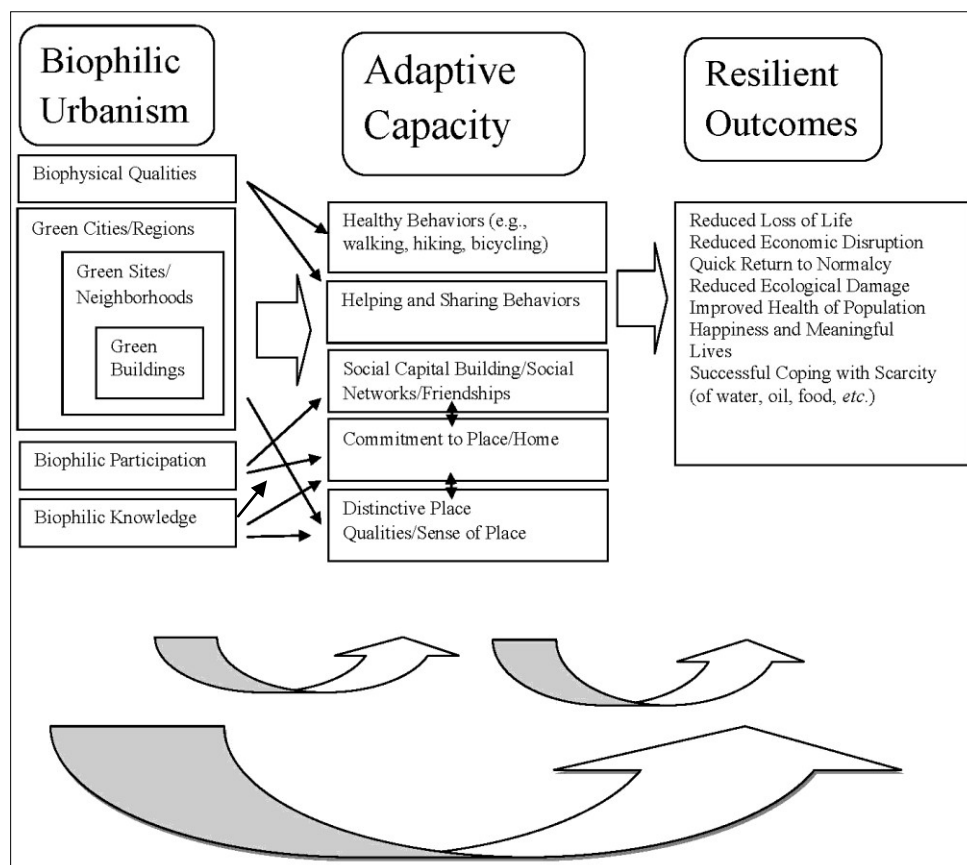 Biophilic
Urbanism
Adaptive
Capacity
Resilient
Outcomes
Biophysical Qualities
Green Cities/Regions
Green Sites/
Neighborhoods
Green
Buildings
Biophilic Participation
Biophilic Knowledge
Healthy Behaviors (e.g.,
walking, hiking, bicycling)
Helping and Sharing Behaviors
Social Capital Building/Social
Networks/Friendships
Commitment to Place/Home
Distinctive Place
Qualities/Sense of Place
Reduced Loss of Life
Reduced Economic Disruption
Quick Return to Normalcy
Reduced Ecological Damage
Improved Health of Population
Happiness and Meaningful
Lives
Successful Coping with Scarcity
(of water, oil, food, etc.)